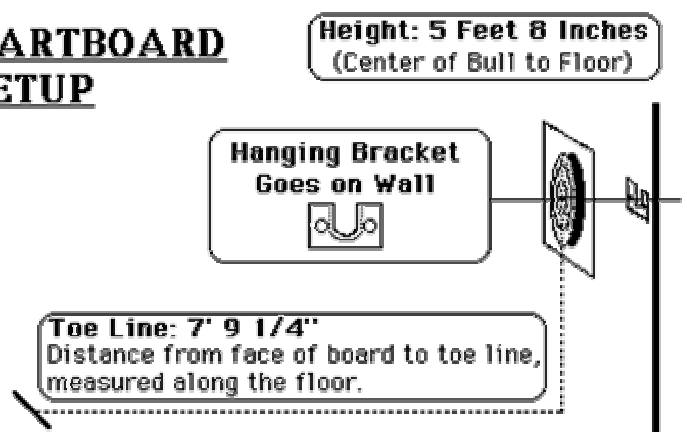 ARTBOARD
ETUP
Height: 5 Feet 8 Inches
(Center of Bull to Floor)
Hanging Bracket
Goes on Wall
Toe Line: 7' 9 1/4"
Distance from face of board to toe line,
measured along the floor.